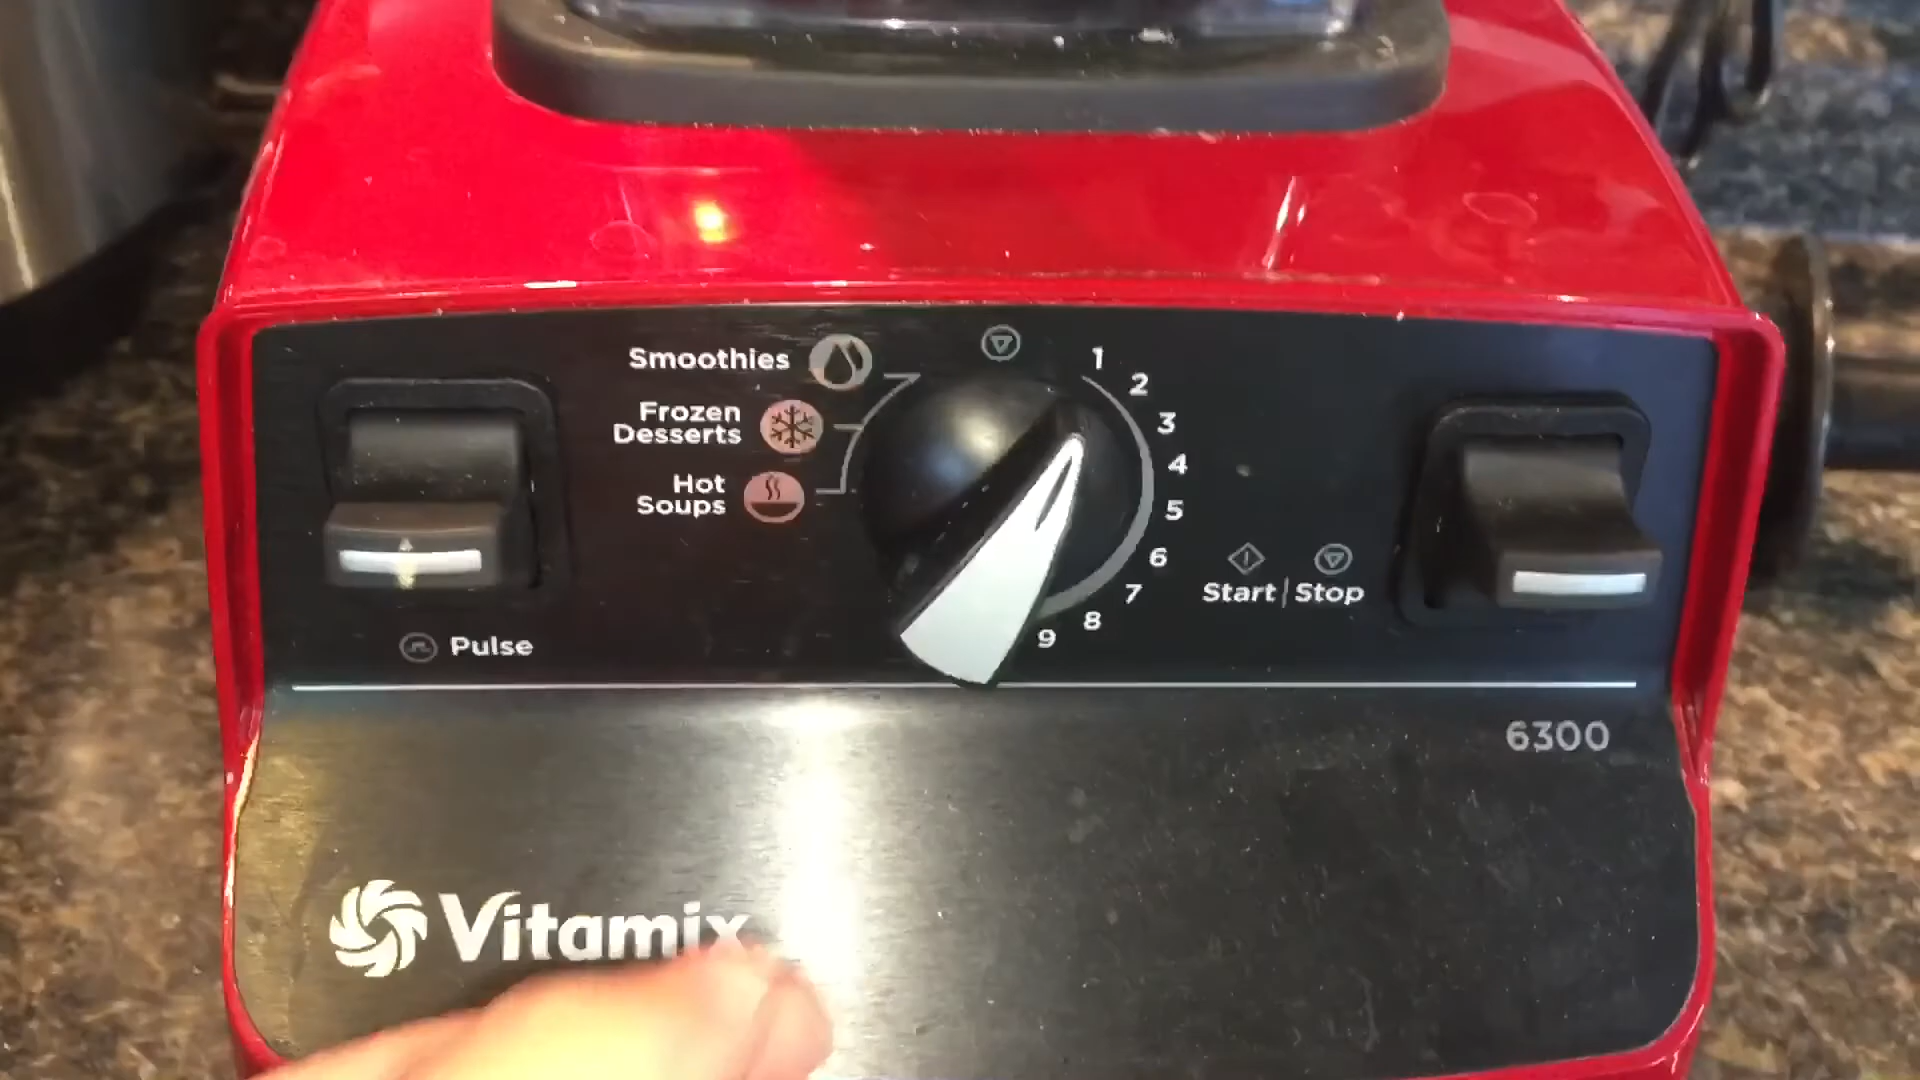 Smoothies
Frozen
Desserts
Hot
Soups
1
2
3
4
5
6
7
8
9
Start | Stop
Pulse
6300
Vitamix